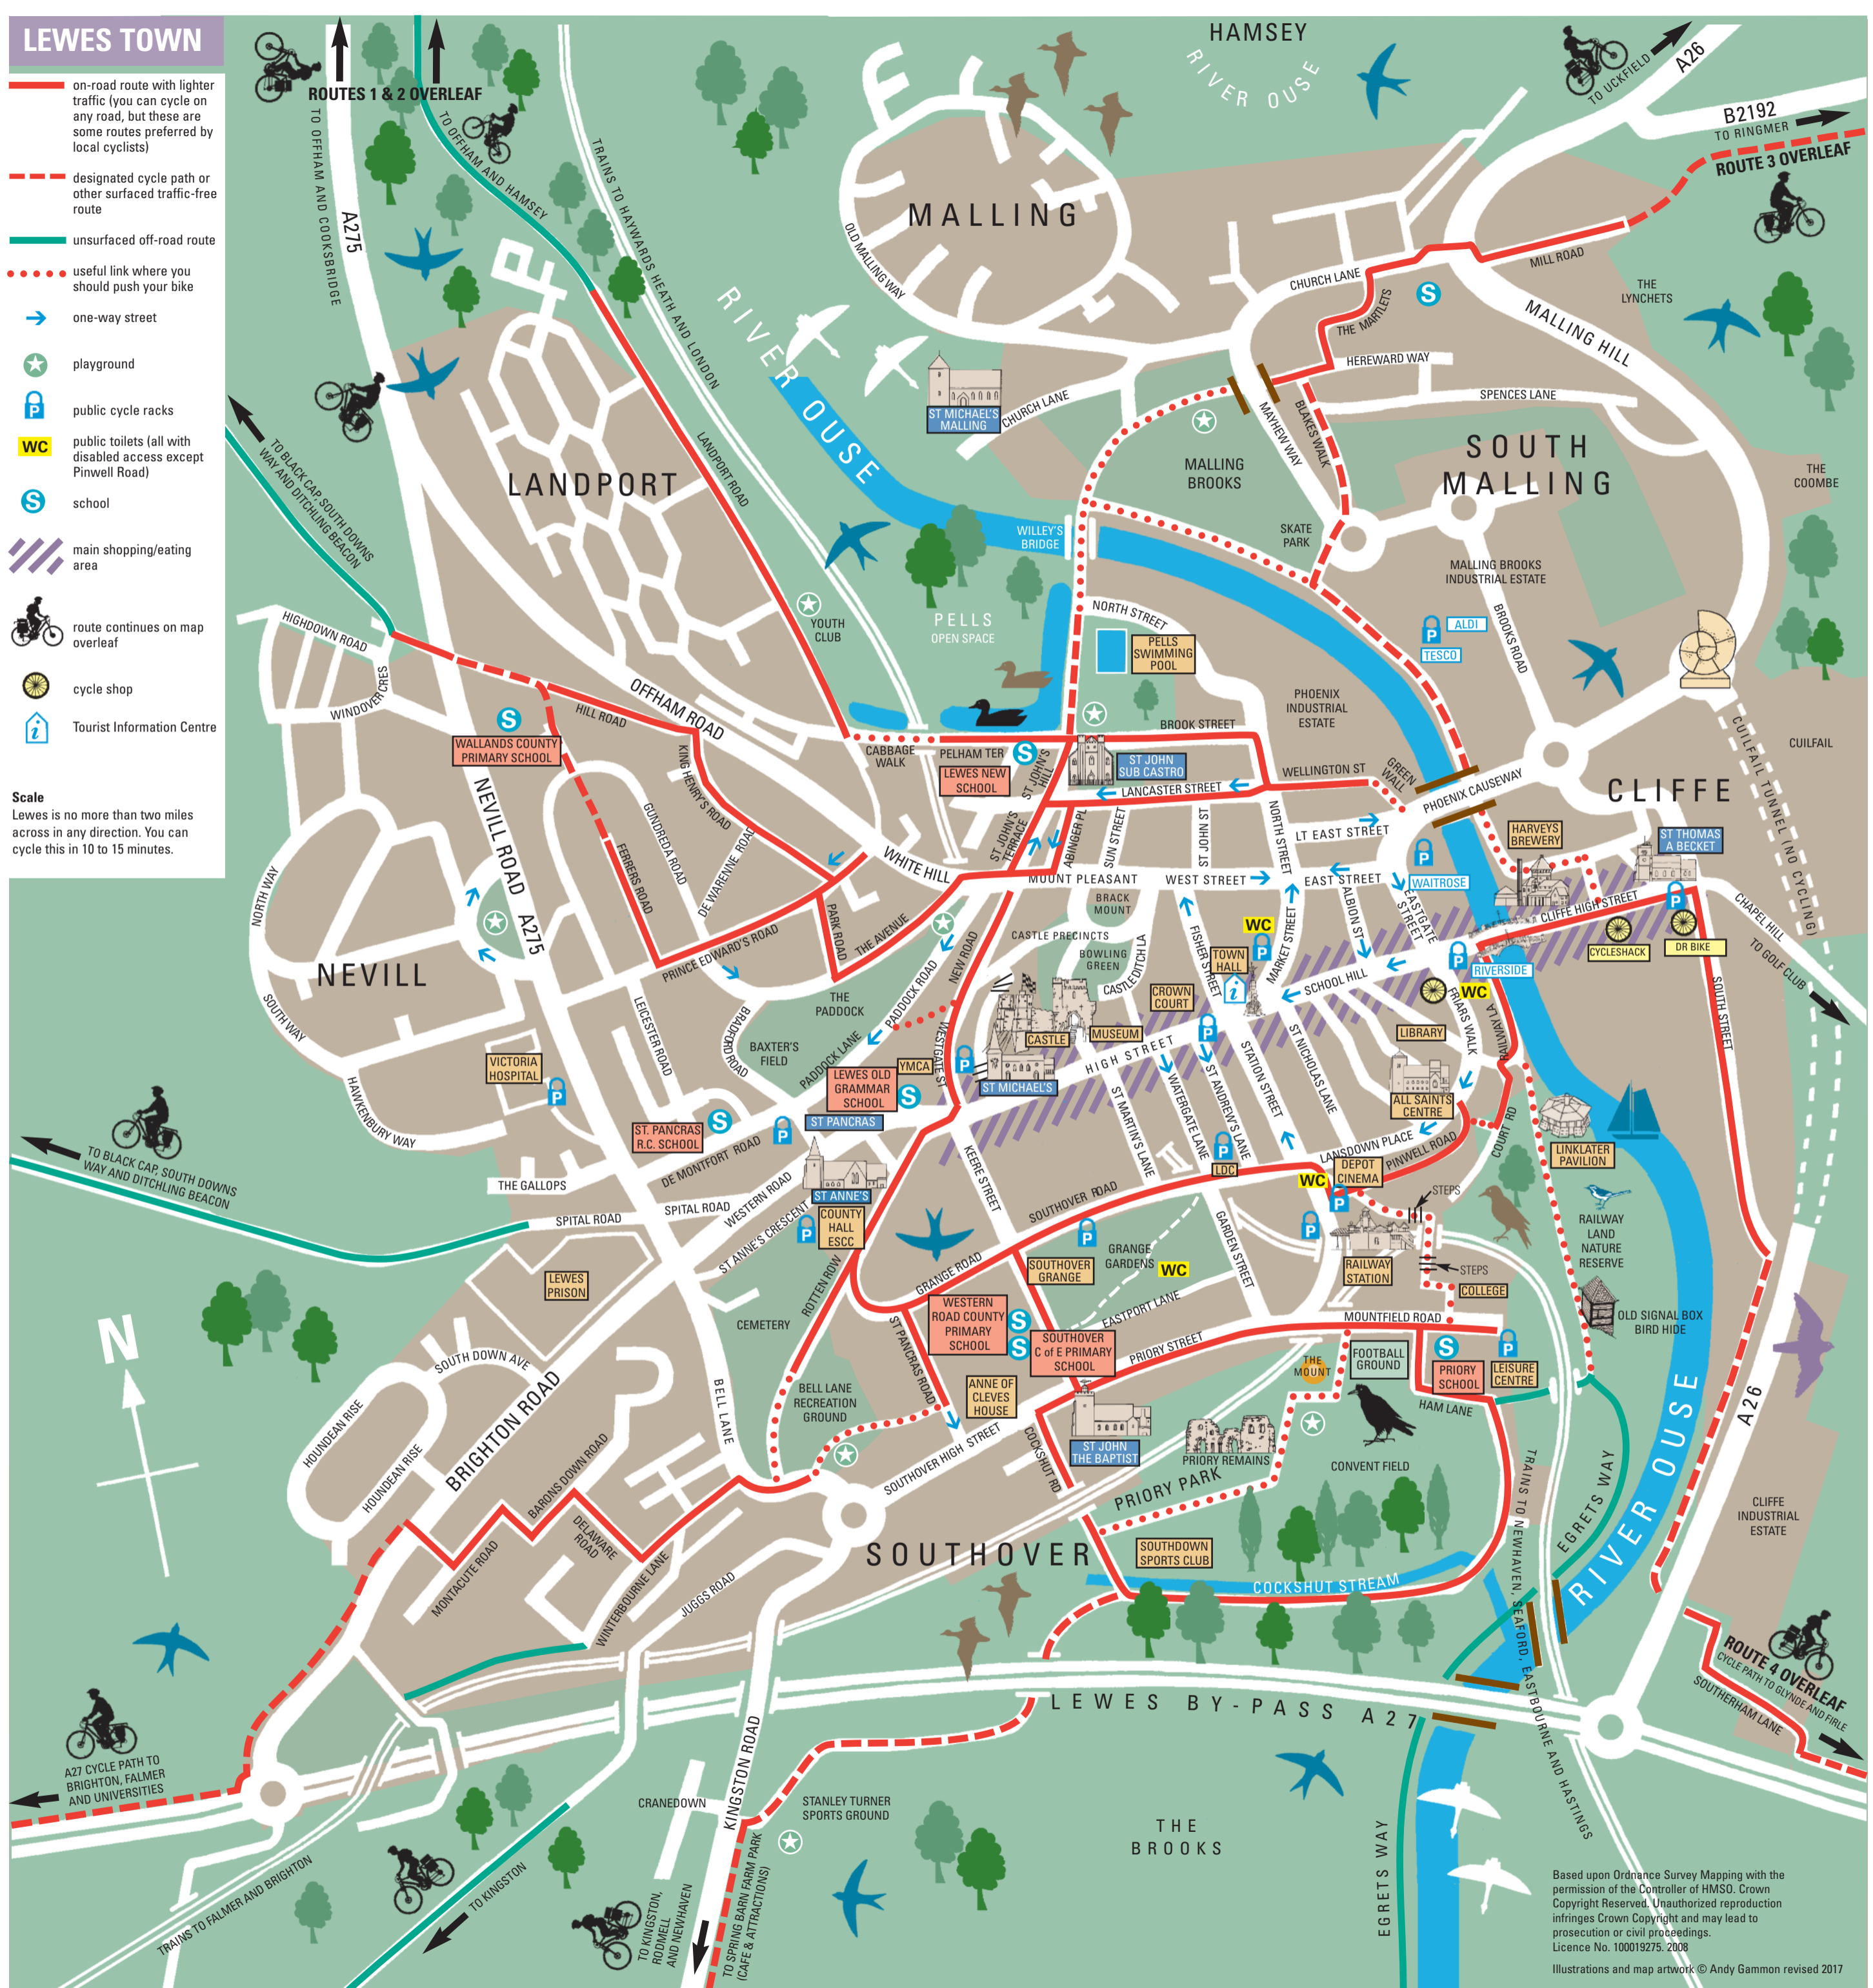 LEWES TOWN
on-road route with lighter
traffic (you can cycle on
any road, but these are
some routes preferred by
local cyclists)
designated cycle path or
other surfaced traffic-free
route
unsurfaced off-road route
useful link where you
should push your bike
one-way street
playground
P
public cycle racks
WC
public toilets (all with
disabled access except
Pinwell Road)
S
school
main shopping/eating
area
route continues on map
overleaf
cycle shop
i
Tourist Information Centre
Scale
Lewes is no more than two miles
across in any direction. You can
cycle this in 10 to 15 minutes.
ROUTES 1 & 2 OVERLEAF
TO OFFHAM AND COOKSBRIDGE
A275
TO OFFHAM AND HAMSEY
TRAINS TO HAYWARDS HEATH AND LONDON
HAMSEY
RIVER OUSE
TO UCKFIELD
A26
B2192
TO RINGMER
ROUTE 3 OVERLEAF
MALLING
OLD MALLING WAY
CHURCH LANE
THE MARTLETS
S
MILL ROAD
THE
LYNCHETS
MALLING HILL
HEREWARD WAY
SPENCES LANE
ST MICHAEL'S
MALLING
CHURCH LANE
MAYHEW WAY
BLAKES WALK
MALLING
BROOKS
SOUTH
MALLING
THE
COOMBE
SKATE
PARK
MALLING BROOKS
INDUSTRIAL ESTATE
BROOKS ROAD
P
ALDI
TESCO
RIVER OUSE
WILLEY'S
BRIDGE
TO BLACK CAP, SOUTH DOWNS
WAY AND DITCHLING BEACON
LANDPORT
LANDPORT ROAD
YOUTH
CLUB
PELLS
OPEN SPACE
NORTH STREET
PELLS
SWIMMING
POOL
PHOENIX
INDUSTRIAL
ESTATE
HIGHDOWN ROAD
WINDOVER CRES
OFFHAM ROAD
HILL ROAD
S
WALLANDS COUNTY
PRIMARY SCHOOL
KING HENRY'S ROAD
CABBAGE
WALK
PELHAM TER
S
LEWES NEW
SCHOOL
ST JOHN'S
HILL
BROOK STREET
ST JOHN
SUB CASTRO
WELLINGTON ST
GREEN
WALL
PHOENIX CAUSEWAY
CLIFFE
CUILFAIL
CUILFAIL TUNNEL (NO CYCLING)
LANCASTER STREET
ST JOHN'S
TERRACE
ABINGER PL
SUN STREET
ST JOHN ST
NORTH STREET
LT EAST STREET
HARVEYS
BREWERY
ST THOMAS
A BECKET
NEVILL ROAD
A275
GUNDREDA ROAD
DE WARENNE ROAD
FERRERS ROAD
WHITE HILL
MOUNT PLEASANT
WEST STREET
EAST STREET
P
WAITROSE
EASTGATE
STREET
ALBION ST
CLIFFE HIGH STREET
P
CYCLESHACK
DR BIKE
CHAPEL HILL
TO GOLF CLUB
NORTH WAY
NEVILL
SOUTH WAY
HAWKENBURY WAY
PRINCE EDWARD'S ROAD
PARK ROAD
THE AVENUE
BRACK
MOUNT
CASTLE PRECINCTS
BOWLING
GREEN
CASTLE DITCH LA
FISHER STREET
WC
P
TOWN
HALL
i
MARKET STREET
SCHOOL HILL
P
RIVERSIDE
WC
FRIARS WALK
RAILWAY LA
SOUTH STREET
THE
PADDOCK
PADDOCK ROAD
NEW ROAD
CROWN
COURT
MUSEUM
CASTLE
LIBRARY
LEICESTER ROAD
BRADFORD ROAD
BAXTER'S
FIELD
PADDOCK LANE
WESTGATE ST
YMCA
P
ST MICHAEL'S
HIGH STREET
P
VICTORIA
HOSPITAL
P
LEWES OLD
GRAMMAR
SCHOOL
S
ST MARTIN'S LANE
WATERGATE LANE
ST ANDREW'S LANE
STATION STREET
ST NICHOLAS LANE
ALL SAINTS
CENTRE
ST. PANCRAS
R.C. SCHOOL
S
P
ST PANCRAS
DE MONTFORT ROAD
P
LDC
LANSDOWN PLACE
PINWELL ROAD
COURT RD
LINKLATER
PAVILION
TO BLACK CAP, SOUTH DOWNS
WAY AND DITCHLING BEACON
THE GALLOPS
SPITAL ROAD
SPITAL ROAD
WESTERN ROAD
ST ANNE'S
ST ANNE'S CRESCENT
P
COUNTY
HALL
ESCC
KEERE STREET
SOUTHOVER ROAD
P
WC
DEPOT
CINEMA
P
STEPS
RAILWAY
LAND
NATURE
RESERVE
GRANGE
GARDENS
WC
GARDEN STREET
P
RAILWAY
STATION
STEPS
COLLEGE
OLD SIGNAL BOX
BIRD HIDE
LEWES
PRISON
ROTTEN ROW
GRANGE ROAD
SOUTHOVER
GRANGE
CEMETERY
WESTERN
ROAD COUNTY
PRIMARY
SCHOOL
S
S
SOUTHOVER
C of E PRIMARY
SCHOOL
EASTPORT LANE
PRIORY STREET
MOUNTFIELD ROAD
THE
MOUNT
FOOTBALL
GROUND
S
PRIORY
SCHOOL
P
LEISURE
CENTRE
HAM LANE
N
SOUTH DOWN AVE
HOUNDEAN RISE
HOUNDEAN RISE
BRIGHTON ROAD
BELL LANE
BELL LANE
RECREATION
GROUND
ST PANCRAS ROAD
ANNE OF
CLEVES
HOUSE
SOUTHOVER HIGH STREET
COCKSHUT RD
ST JOHN
THE BAPTIST
PRIORY REMAINS
PRIORY PARK
CONVENT FIELD
TRAINS TO NEWHAVEN, SEAFORD, EASTBOURNE AND HASTINGS
EGRETS WAY
RIVER OUSE
A26
CLIFFE
INDUSTRIAL
ESTATE
BARONS DOWN ROAD
DELAWARE
ROAD
MONTACUTE ROAD
WINTERBOURNE LANE
JUGGS ROAD
SOUTHOVER
SOUTHDOWN
SPORTS CLUB
COCKSHUT STREAM
ROUTE 4 OVERLEAF
CYCLE PATH TO GLYNDE AND FIRLE
SOUTHERHAM LANE
LEWES BY-PASS A27
A27 CYCLE PATH TO
BRIGHTON, FALMER
AND UNIVERSITIES
KINGSTON ROAD
CRANEDOWN
STANLEY TURNER
SPORTS GROUND
THE
BROOKS
EGRETS WAY
TRAINS TO FALMER AND BRIGHTON
TO KINGSTON
TO KINGSTON,
RODMELL
AND NEWHAVEN
TO SPRING BARN FARM PARK
(CAFE & ATTRACTIONS)
Based upon Ordnance Survey Mapping with the
permission of the Controller of HMSO. Crown
Copyright Reserved. Unauthorized reproduction
infringes Crown Copyright and may lead to
prosecution or civil proceedings.
Licence No. 100019275. 2008
Illustrations and map artwork © Andy Gammon revised 2017